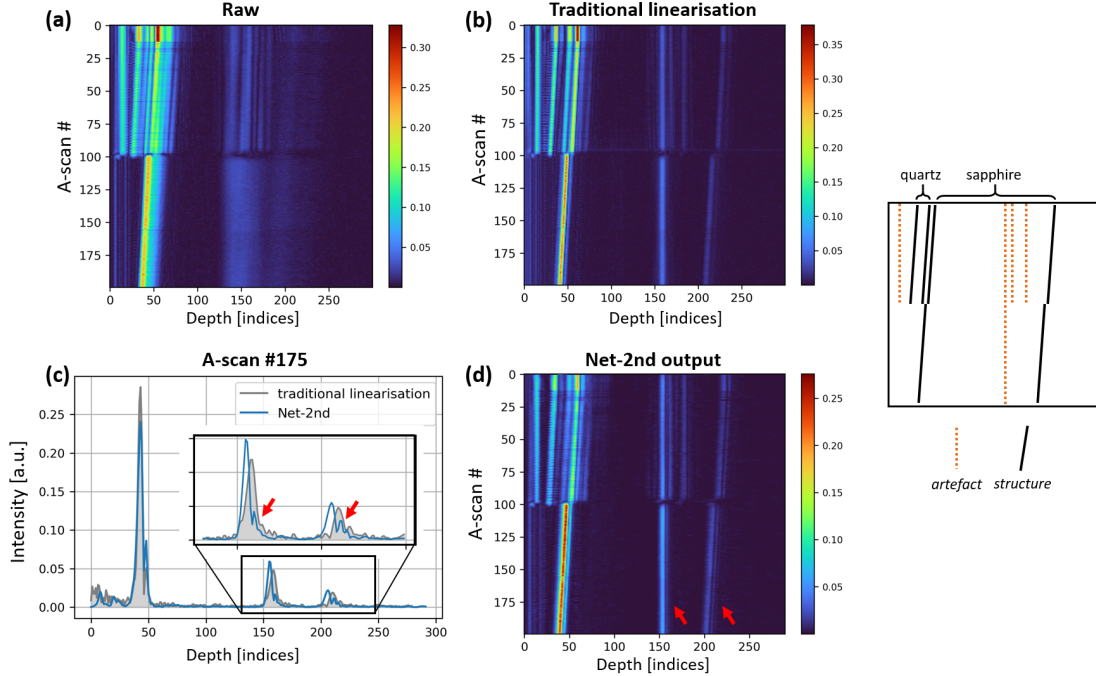 (a)
Raw
0
25
50
75
100
125
150
175
A-scan #
0 50 100 150 200 250
Depth [indices]
0.30
0.25
0.20
0.15
0.10
0.05
(b)
Traditional linearisation
0
25
50
75
100
125
150
175
A-scan #
0 50 100 150 200 250
Depth [indices]
0.35
0.30
0.25
0.20
0.15
0.10
0.05
quartz sapphire
artefact structure
(c)
A-scan #175
traditional linearisation
Net-2nd
0.25
0.20
0.15
0.10
0.05
0.00
Intensity [a.u.]
0 50 100 150 200 250 300
Depth [indices]
(d)
Net-2nd output
0
25
50
75
100
125
150
175
A-scan #
0 50 100 150 200 250
Depth [indices]
0.25
0.20
0.15
0.10
0.05